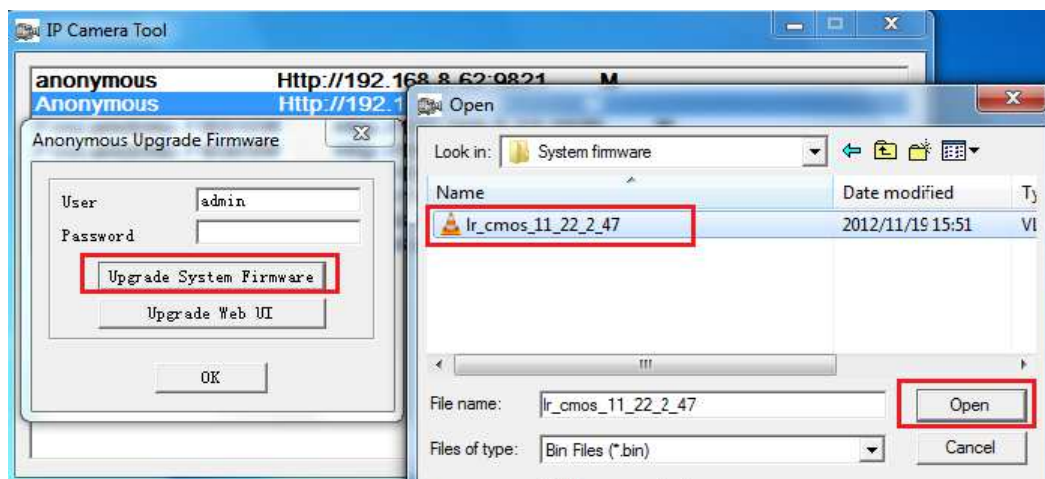 IP Camera Tool
anonymous Http://192.168.8.62:9821 M
Anonymous Http://192.1
Anonymous Upgrade Firmware
User admin
Password
Upgrade System Firmware
Upgrade Web UI
OK
Open
Look in: System firmware
Name Date modified Ty
lr_cmos_11_22_2_47 2012/11/19 15:51 VL
File name: lr_cmos_11_22_2_47 Open
Files of type: Bin Files (*.bin) Cancel